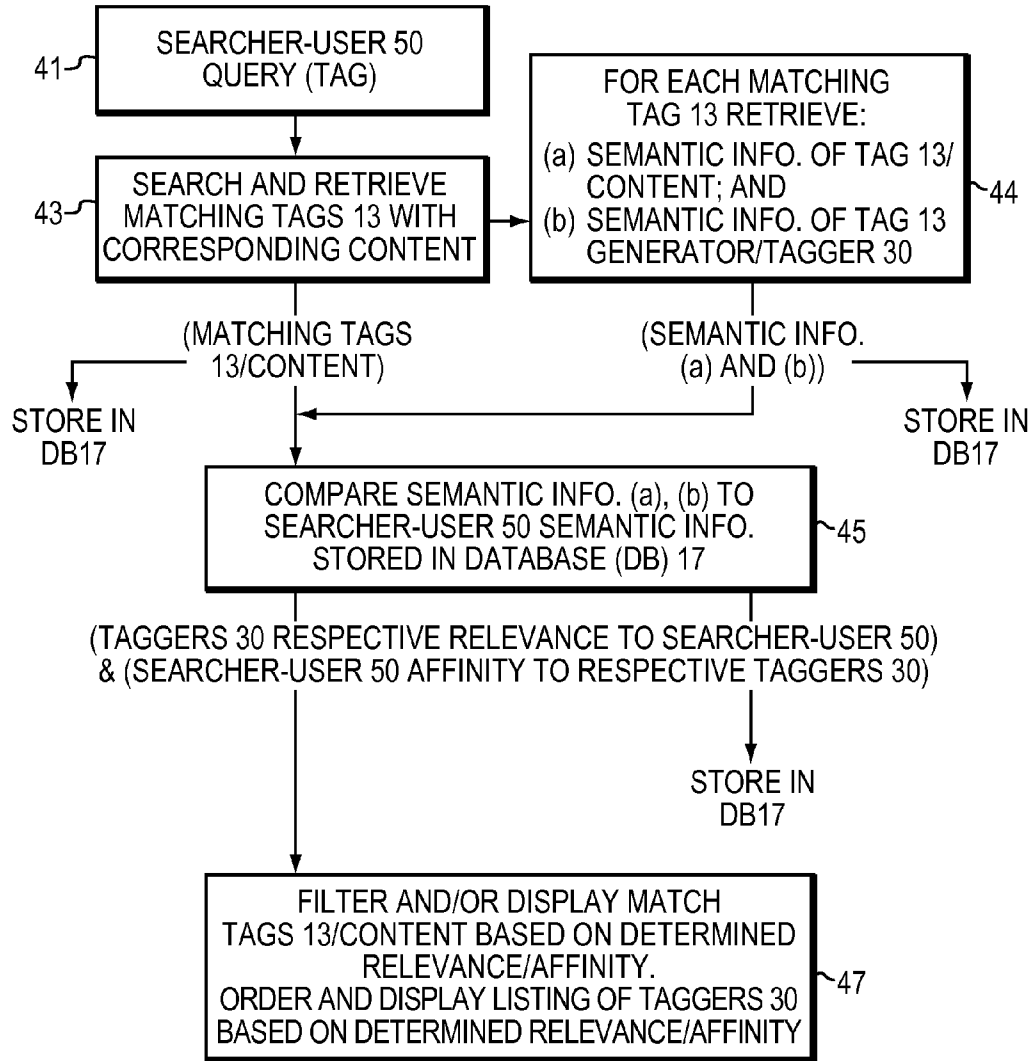 SEARCHER-USER 50
QUERY (TAG)
41
SEARCH AND RETRIEVE
MATCHING TAGS 13 WITH
CORRESPONDING CONTENT
43
FOR EACH MATCHING
TAG 13 RETRIEVE:
(a) SEMANTIC INFO. OF TAG 13/
CONTENT; AND
(b) SEMANTIC INFO. OF TAG 13
GENERATOR/TAGGER 30
44
(MATCHING TAGS
13/CONTENT)
(SEMANTIC INFO.
(a) AND (b))
STORE IN
DB17
STORE IN
DB17
COMPARE SEMANTIC INFO. (a), (b) TO
SEARCHER-USER 50 SEMANTIC INFO.
STORED IN DATABASE (DB) 17
45
(TAGGERS 30 RESPECTIVE RELEVANCE TO SEARCHER-USER 50)
& (SEARCHER-USER 50 AFFINITY TO RESPECTIVE TAGGERS 30)
STORE IN
DB17
FILTER AND/OR DISPLAY MATCH
TAGS 13/CONTENT BASED ON DETERMINED
RELEVANCE/AFFINITY.
ORDER AND DISPLAY LISTING OF TAGGERS 30
BASED ON DETERMINED RELEVANCE/AFFINITY
47